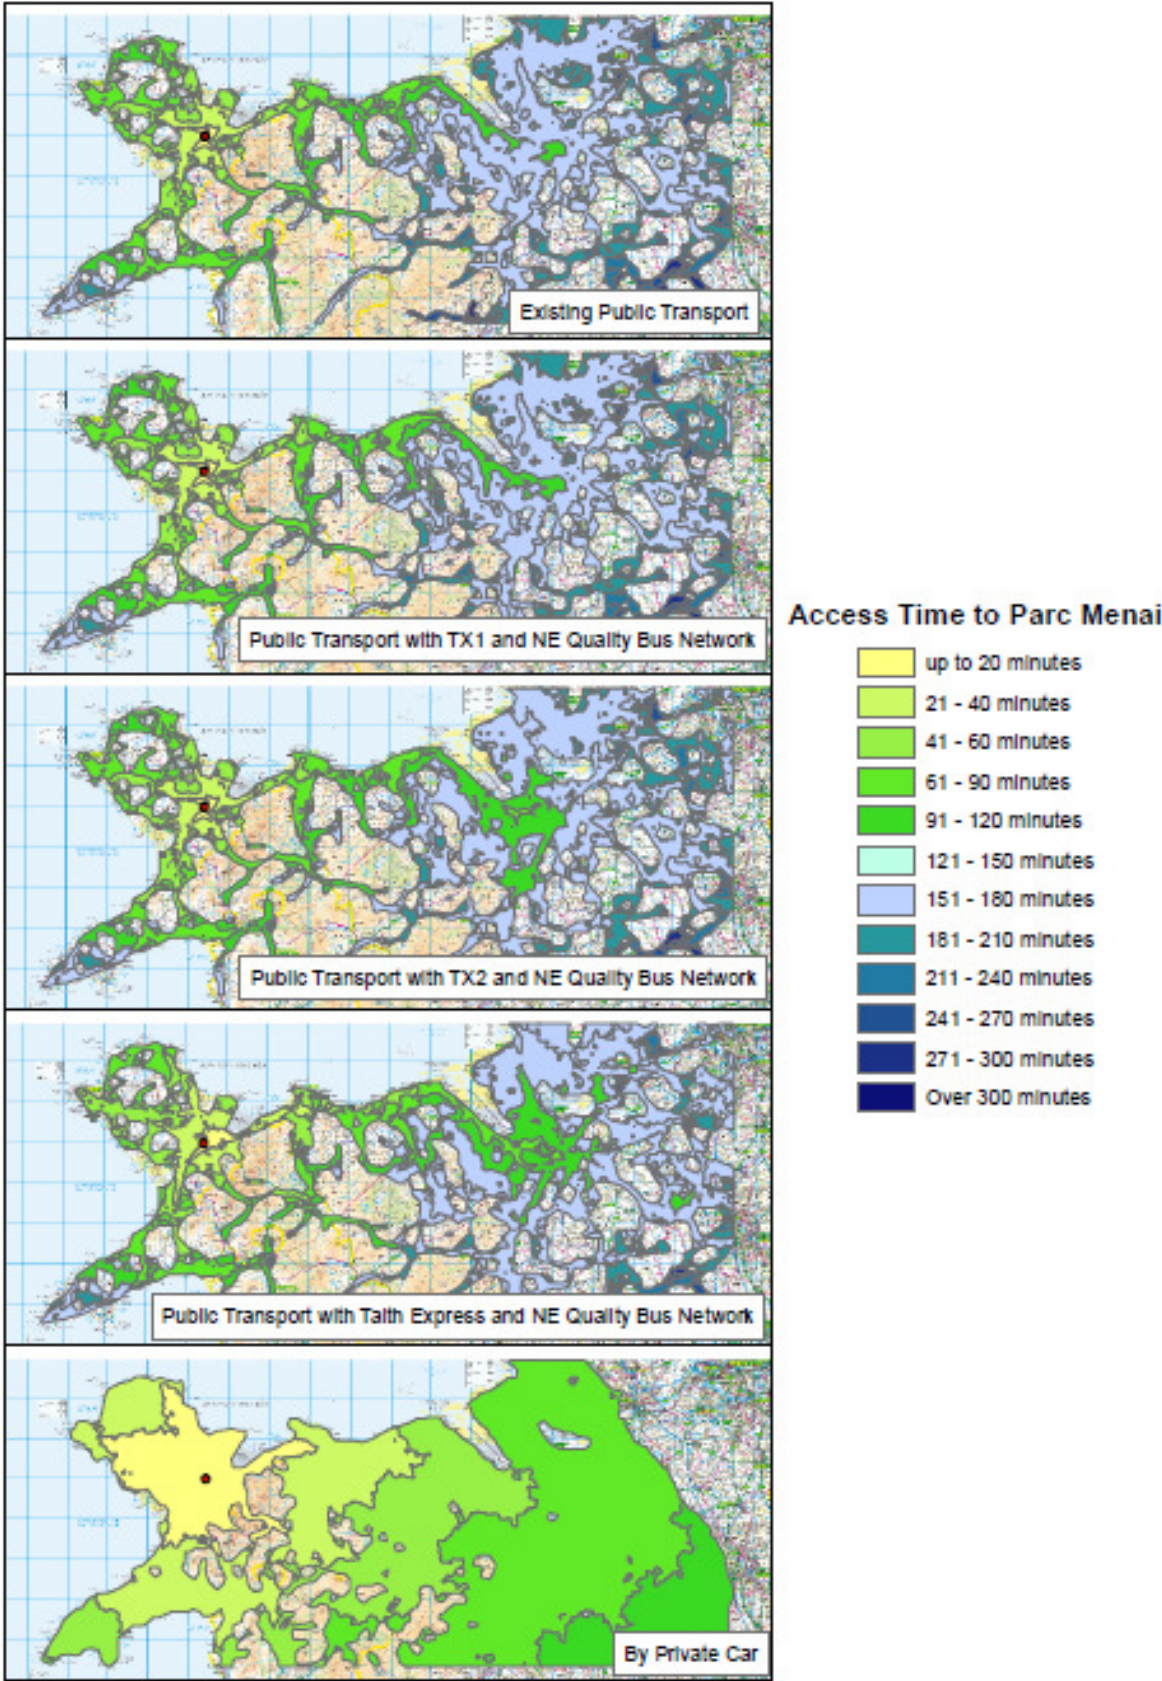 Existing Public Transport
Public Transport with TX1 and NE Quality Bus Network
Public Transport with TX2 and NE Quality Bus Network
Public Transport with Taith Express and NE Quality Bus Network
By Private Car
Access Time to Parc Menai
up to 20 minutes
21 - 40 minutes
41 - 60 minutes
61 - 90 minutes
91 - 120 minutes
121 - 150 minutes
151 - 180 minutes
181 - 210 minutes
211 - 240 minutes
241 - 270 minutes
271 - 300 minutes
Over 300 minutes